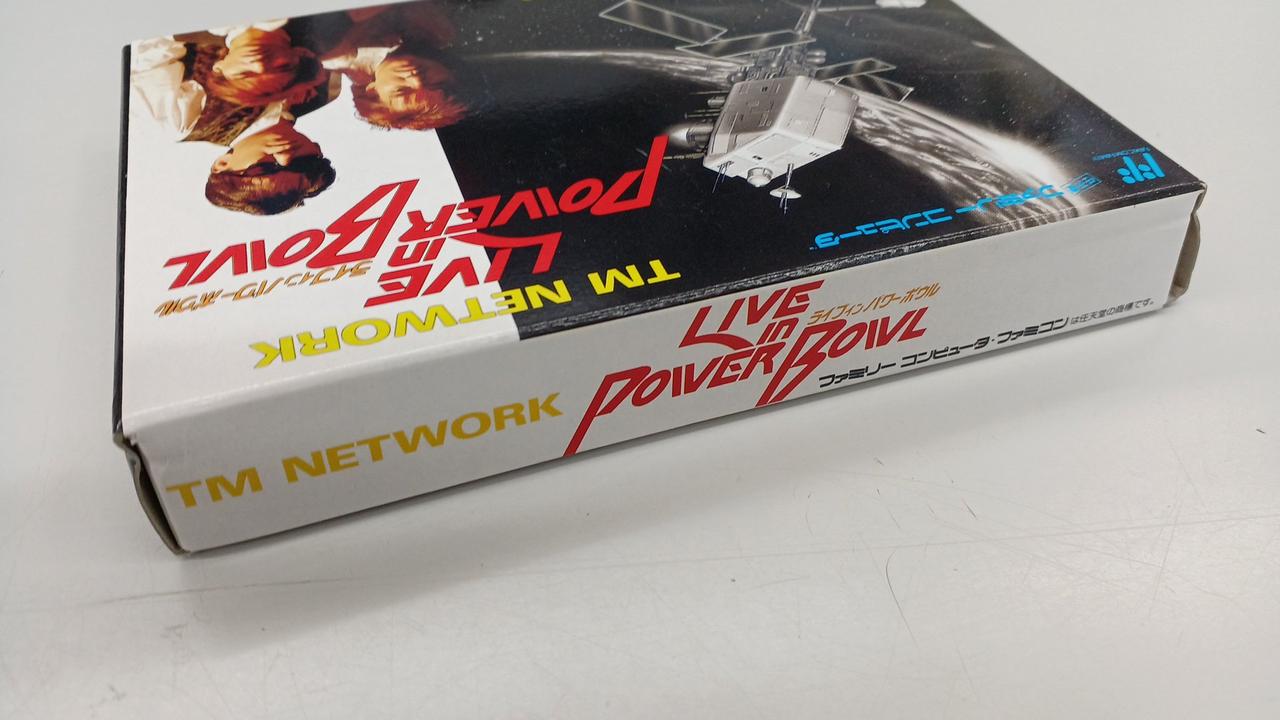 TM NETWORK
LIVE
in
POWER BOWL
ライブインパワーボウル
ファミリー コンピュータ™
TM NETWORK
LIVE
in
POWER BOWL
ライブインパワーボウル
ファミリー コンピュータ・ファミコンは任天堂の商標です。